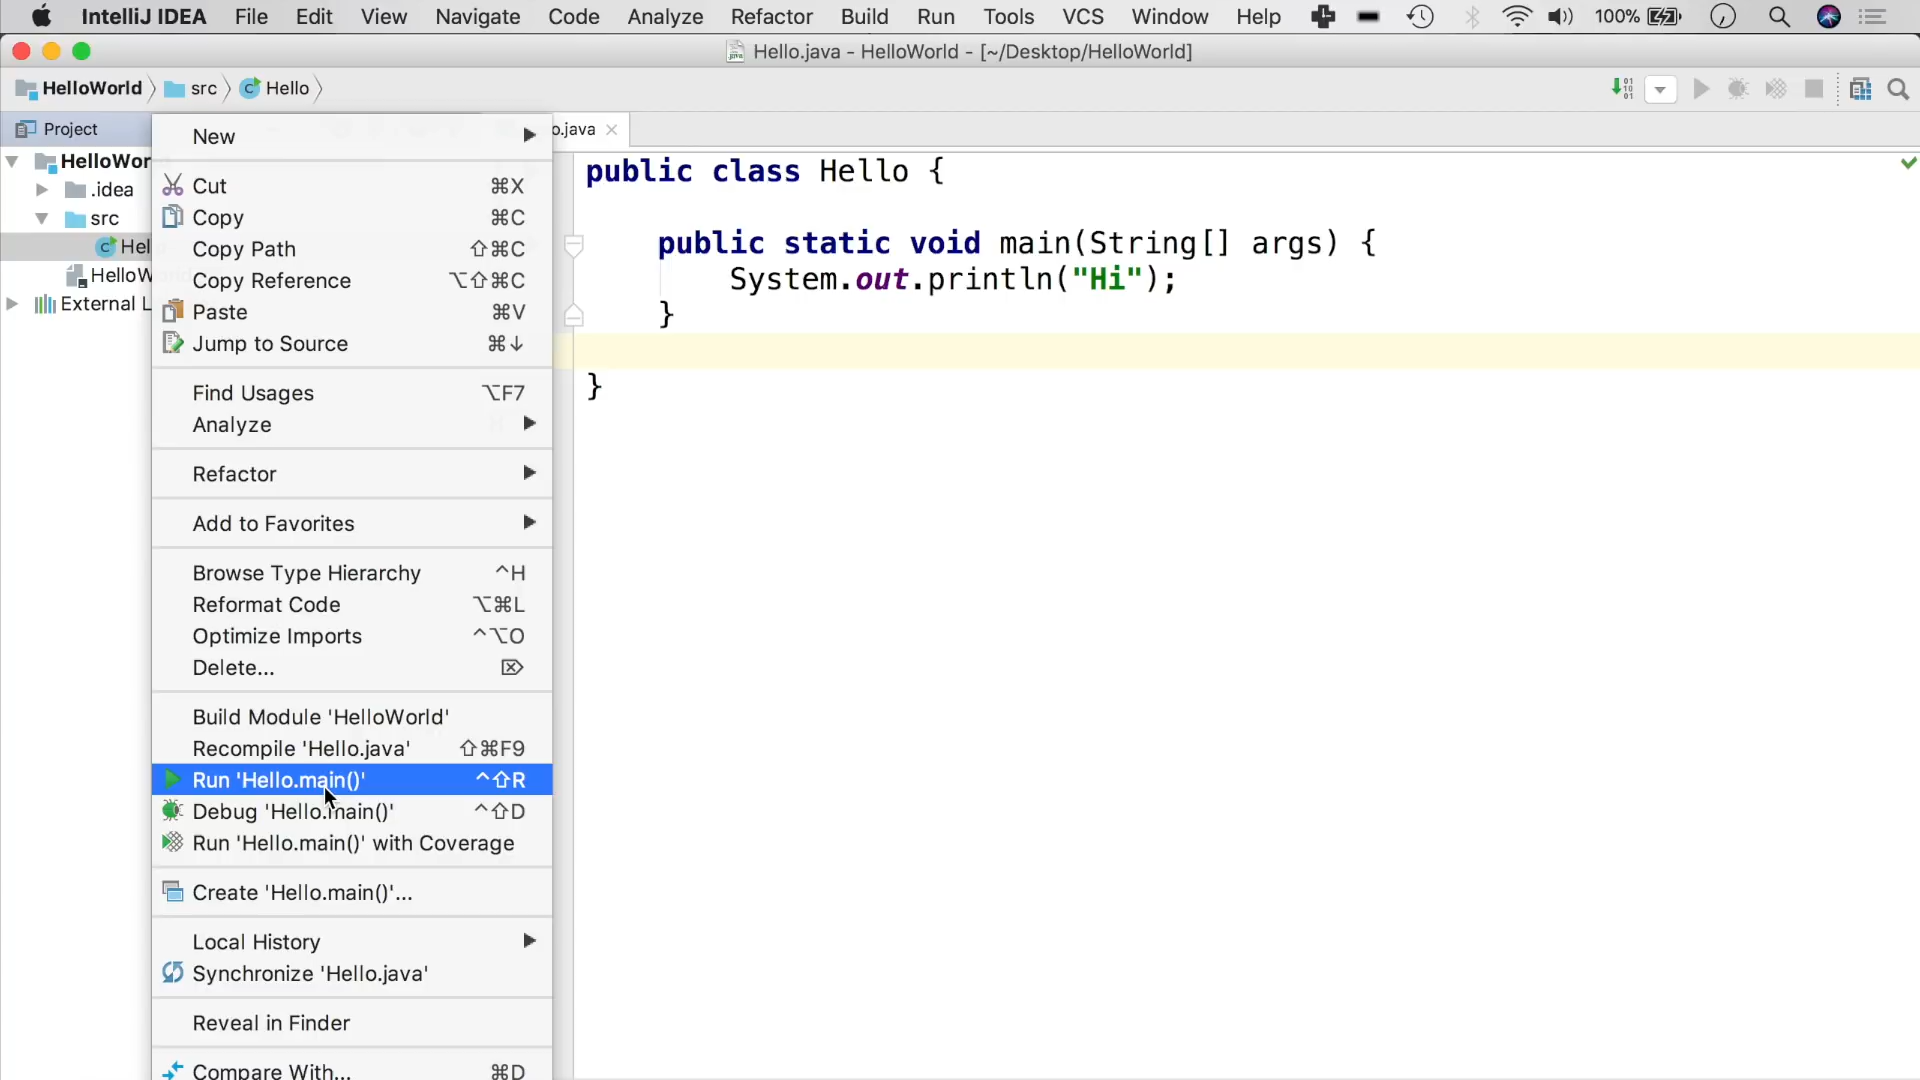 IntelliJ IDEA File Edit View Navigate Code Analyze Refactor Build Run Tools VCS Window Help 100%
Hello.java - HelloWorld - [~/Desktop/HelloWorld]
HelloWorld src Hello
Project
o.java
HelloWor
.idea
src
Hel
HelloW
External L
New
Cut ⌘X
Copy ⌘C
Copy Path ⇧⌘C
Copy Reference ⌥⇧⌘C
Paste ⌘V
Jump to Source ⌘↓
Find Usages ⌥F7
Analyze
Refactor
Add to Favorites
Browse Type Hierarchy ^H
Reformat Code ⌥⌘L
Optimize Imports ^⌥O
Delete... ⌦
Build Module 'HelloWorld'
Recompile 'Hello.java' ⇧⌘F9
Run 'Hello.main()' ^⇧R
Debug 'Hello.main()' ^⇧D
Run 'Hello.main()' with Coverage
Create 'Hello.main()'...
Local History
Synchronize 'Hello.java'
Reveal in Finder
Compare With... ⌘D
public class Hello {
public static void main(String[] args) {
System.out.println("Hi");
}
}